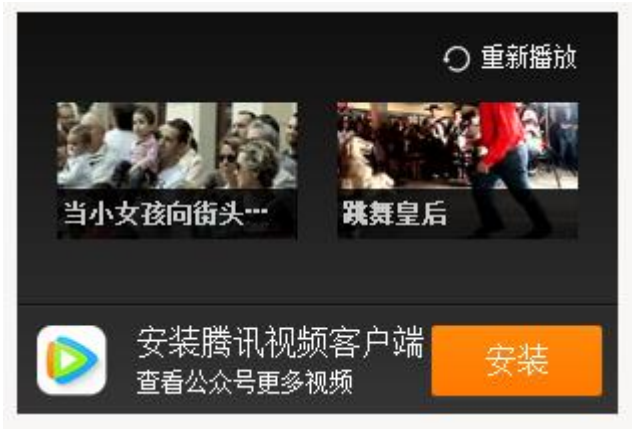 重新播放
当小女孩向街头…
跳舞皇后
安装腾讯视频客户端
查看公众号更多视频
安装